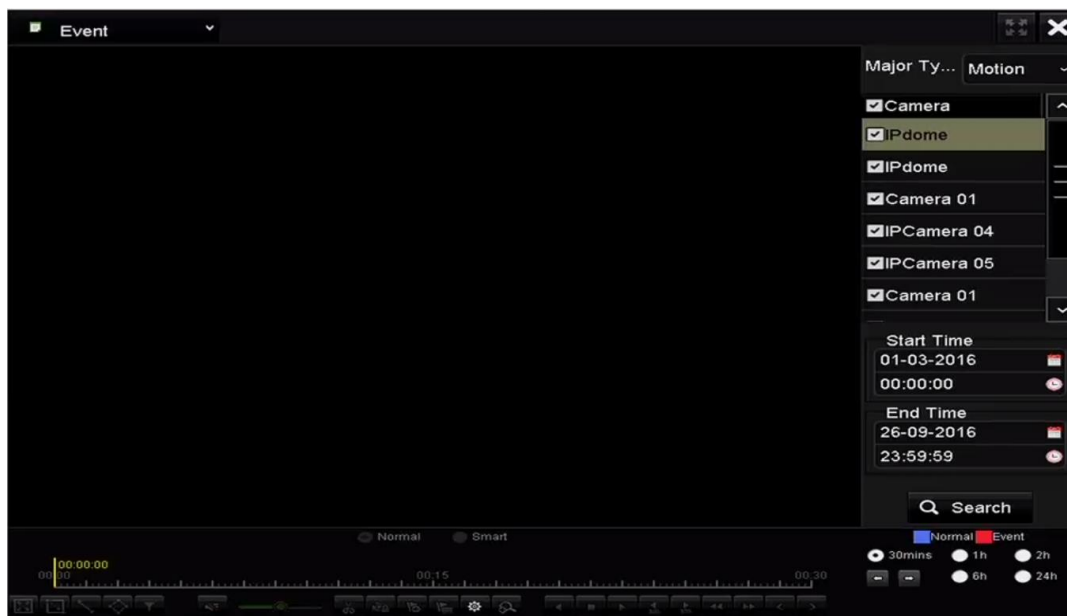 Event
Major Ty... Motion
Camera
IPdome
IPdome
Camera 01
IPCamera 04
IPCamera 05
Camera 01
Start Time
01-03-2016
00:00:00
End Time
26-09-2016
23:59:59
Search
Normal Smart
Normal Event
00:00:00
00:00 00:15 00:30
30mins 1h 2h
6h 24h